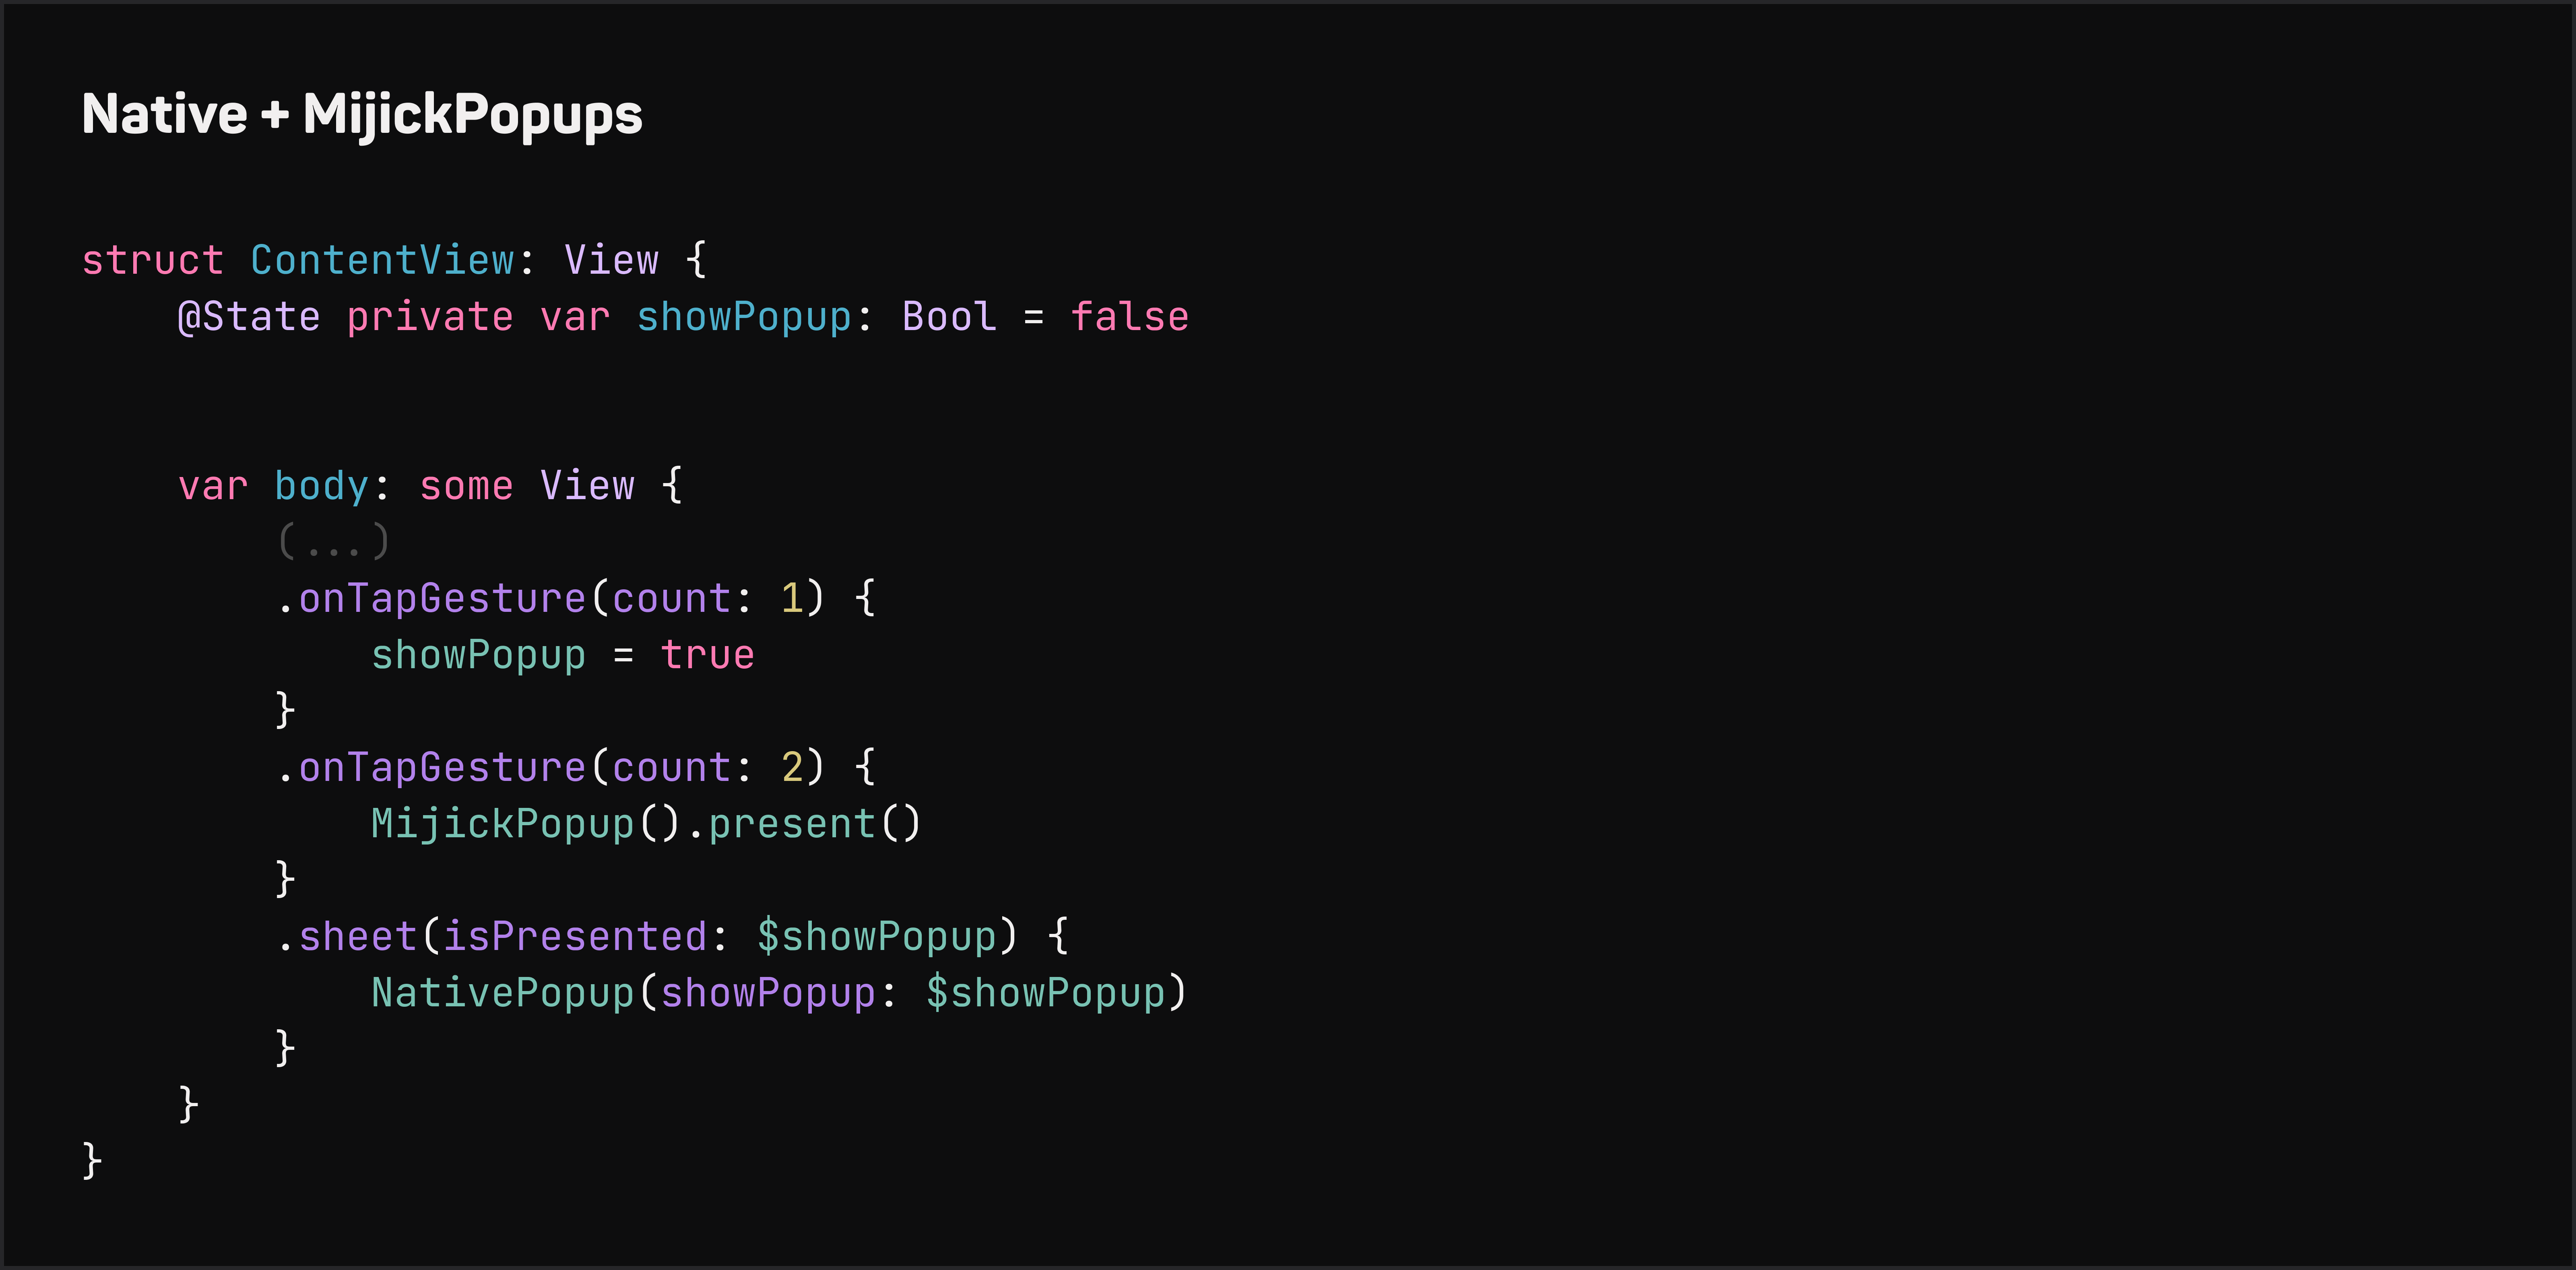 Native + MijickPopups
struct ContentView: View {
    @State private var showPopup: Bool = false
    var body: some View {
        (...)
        .onTapGesture(count: 1) {
            showPopup = true
        }
        .onTapGesture(count: 2) {
            MijickPopup().present()
        }
        .sheet(isPresented: $showPopup) {
            NativePopup(showPopup: $showPopup)
        }
    }
}